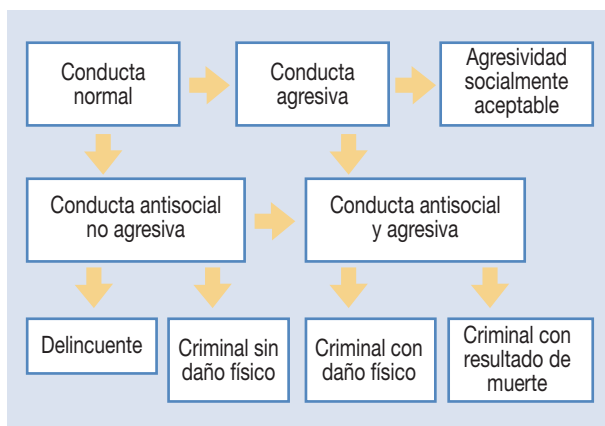 Conducta
normal
Conducta
agresiva
Agresividad
socialmente
aceptable
Conducta antisocial
no agresiva
Conducta antisocial
y agresiva
Delincuente
Criminal sin
daño físico
Criminal con
daño físico
Criminal con
resultado de
muerte